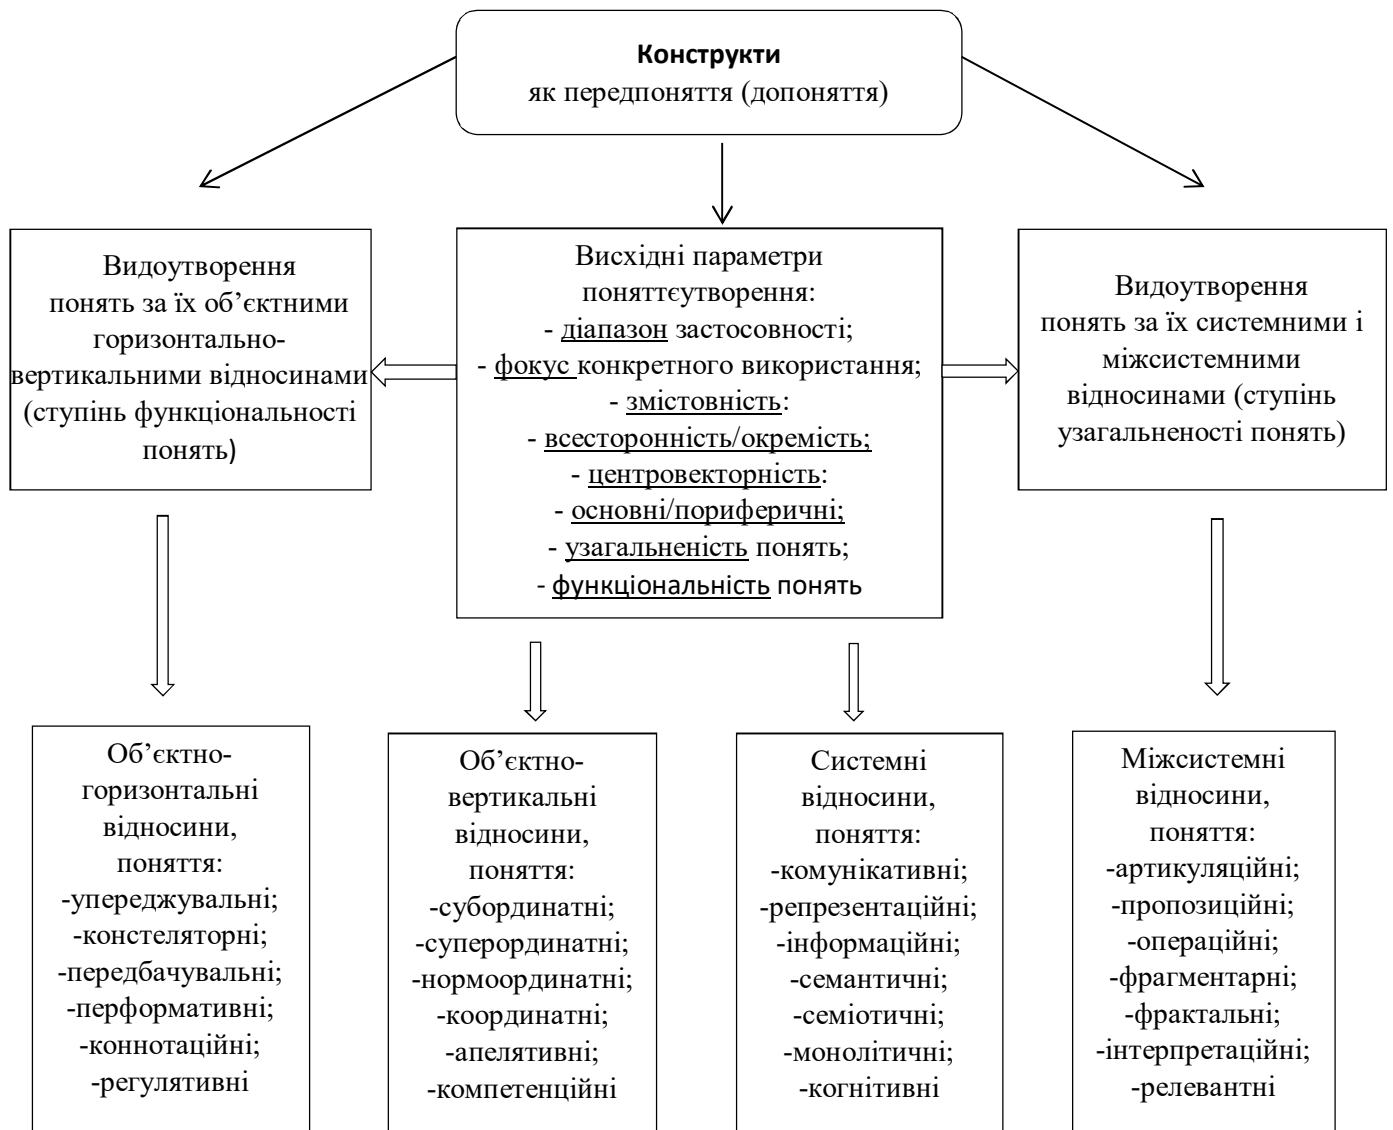 Конструкти
як передпоняття (допоняття)
Видоутворення
понять за їх об’єктними
горизонтально-
вертикальними відносинами
(ступінь функціональності
понять)
Висхідні параметри
поняттєутворення:
- діапазон застосовності;
- фокус конкретного використання;
- змістовність:
- всесторонність/окремість;
- центровекторність:
- основні/пориферичні;
- узагальненість понять;
- функціональність понять
Видоутворення
понять за їх системними і
міжсистемними
відносинами (ступінь
узагальненості понять)
Об’єктно-
горизонтальні
відносини,
поняття:
-упереджувальні;
-констеляторні;
-передбачувальні;
-перформативні;
-коннотаційні;
-регулятивні
Об’єктно-
вертикальні
відносини,
поняття:
-субординатні;
-суперординатні;
-нормоординатні;
-координатні;
-апелятивні;
-компетенційні
Системні
відносини,
поняття:
-комунікативні;
-репрезентаційні;
-інформаційні;
-семантичні;
-семіотичні;
-монолітичні;
-когнітивні
Міжсистемні
відносини,
поняття:
-артикуляційні;
-пропозиційні;
-операційні;
-фрагментарні;
-фрактальні;
-інтерпретаційні;
-релевантні